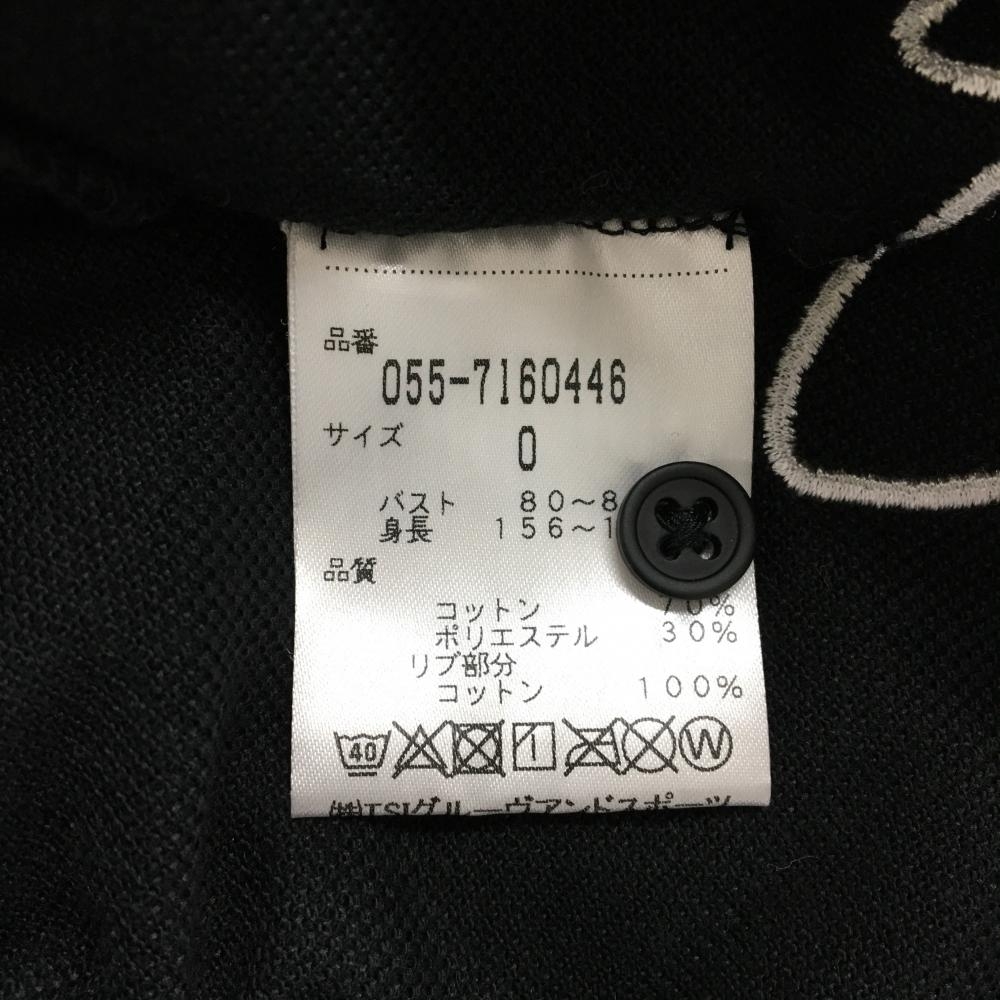 品番
055-7160446
サイズ 0
バスト 80～8
身長 156～1
品質
コットン 70%
ポリエステル 30%
リブ部分
コットン 100%
40 W
㈱TSIグルーヴアンドスポーツ